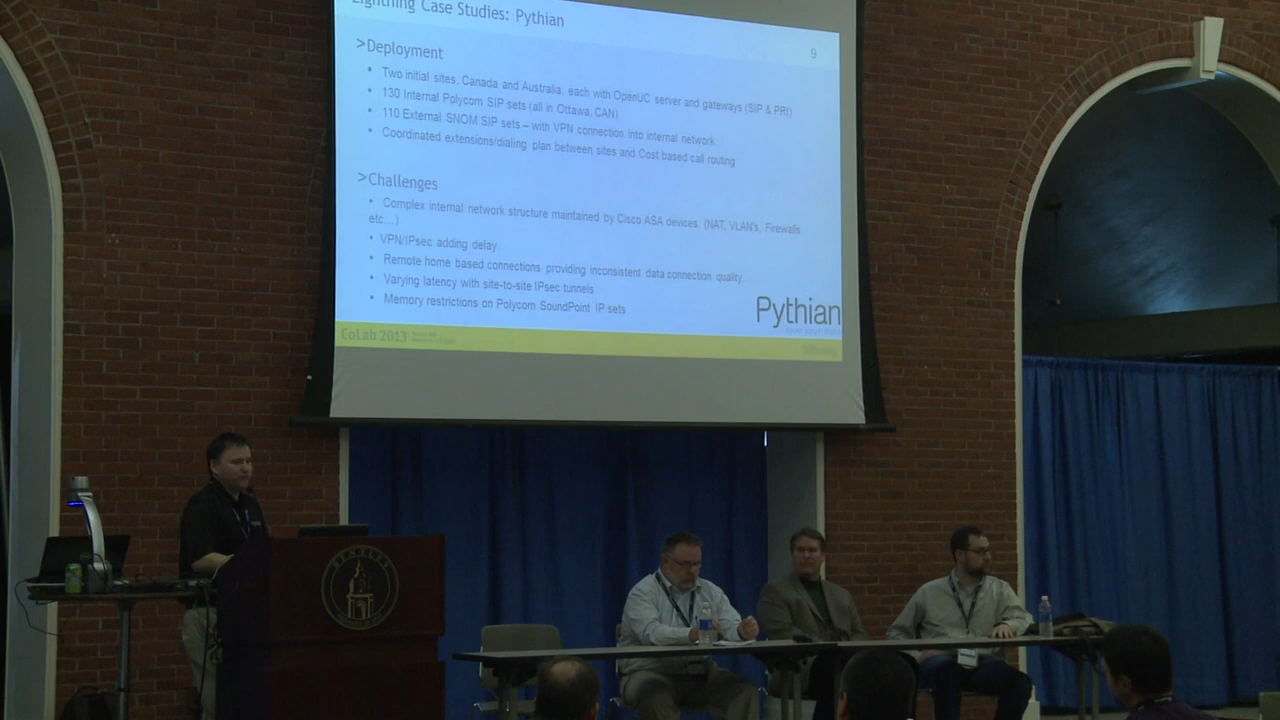 Lightning Case Studies: Pythian
9
>Deployment
• Two initial sites, Canada and Australia, each with OpenUC server and gateways (SIP & PRI)
• 130 Internal Polycom SIP sets (all in Ottawa, CAN)
• 110 External SNOM SIP sets – with VPN connection into internal network
• Coordinated extensions/dialing plan between sites and Cost based call routing
>Challenges
• Complex internal network structure maintained by Cisco ASA devices. (NAT, VLAN's, Firewalls
etc…)
• VPN/IPsec adding delay.
• Remote home based connections providing inconsistent data connection quality.
• Varying latency with site-to-site IPsec tunnels
• Memory restrictions on Polycom SoundPoint IP sets
Pythian
CoLab 2013
BENTLEY